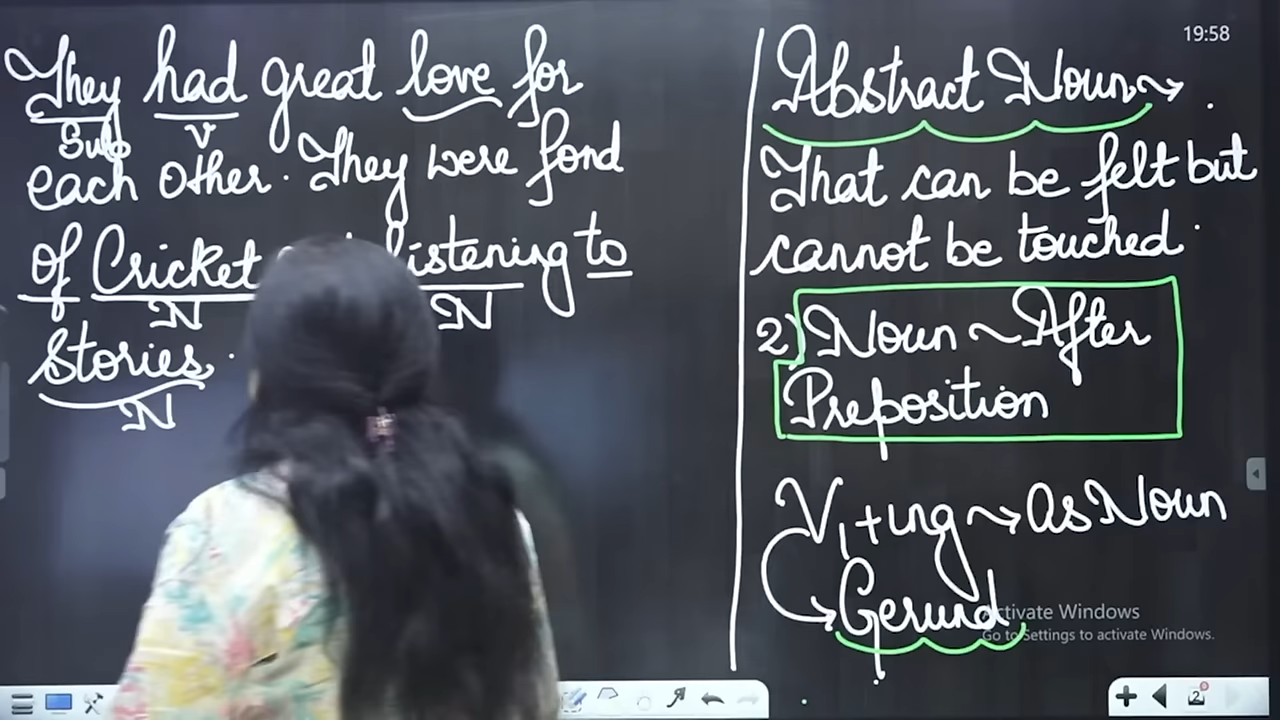 They had great love for
Sub V
each other. They were fond
of Cricket listening to
N N
Stories.
N
19:58
Abstract Noun
That can be felt but
cannot be touched.
2) Noun ~ After
Preposition
V1 + ing → as Noun
→ Gerund
Activate Windows
Go to Settings to activate Windows.